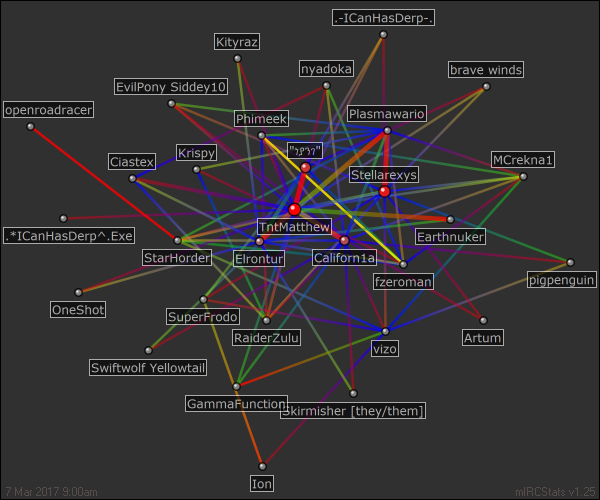 .-ICanHasDerp-.
Kityraz
nyadoka
brave winds
EvilPony Siddey10
openroadracer
Phimeek
Plasmawario
Krispy
Ciastex
MCrekna1
Stellarexys
TntMatthew
.*ICanHasDerp^.Exe
Earthnuker
StarHorder
Elrontur
Californ1a
fzeroman
pigpenguin
OneShot
SuperFrodo
RaiderZulu
Artum
vizo
Swiftwolf Yellowtail
GammaFunction
Skirmisher [they/them]
Ion
7 Mar 2017 9:00am
mIRCStats v1.25